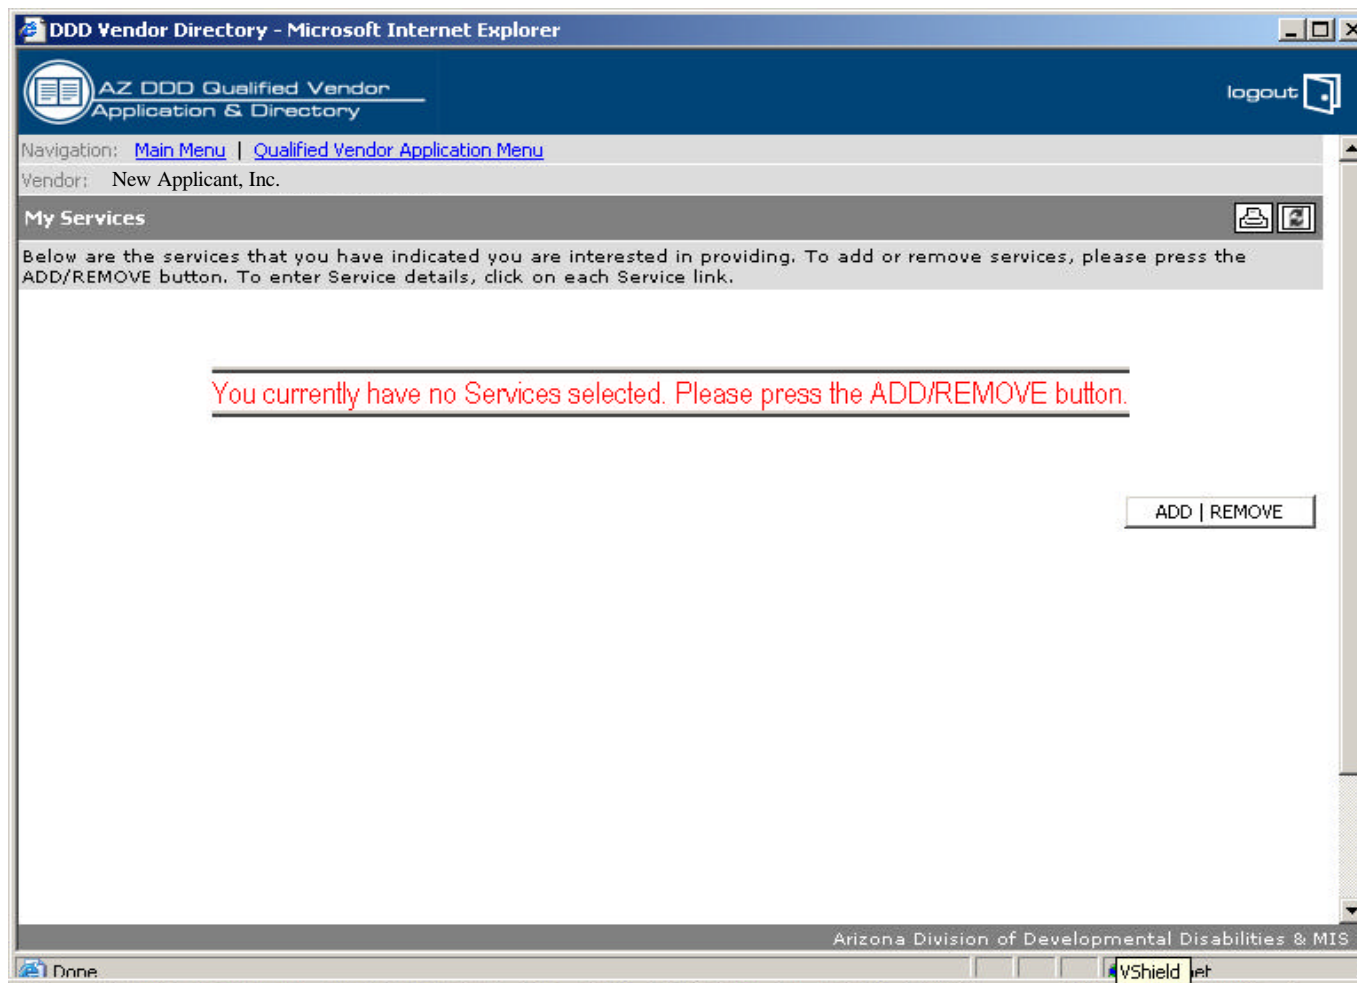 DDD Vendor Directory - Microsoft Internet Explorer
AZ DDD Qualified Vendor
Application & Directory
logout
Navigation: Main Menu | Qualified Vendor Application Menu
Vendor: New Applicant, Inc.
My Services
Below are the services that you have indicated you are interested in providing. To add or remove services, please press the
ADD/REMOVE button. To enter Service details, click on each Service link.
You currently have no Services selected. Please press the ADD/REMOVE button.
ADD | REMOVE
Arizona Division of Developmental Disabilities & MIS
Done
VShield